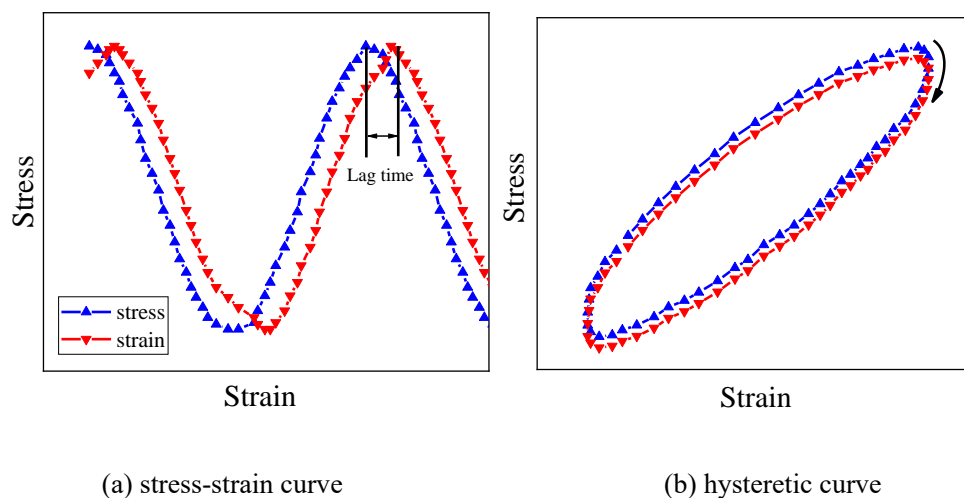 Stress
Lag time
stress
strain
Strain
(a) stress-strain curve
Stress
Strain
(b) hysteretic curve